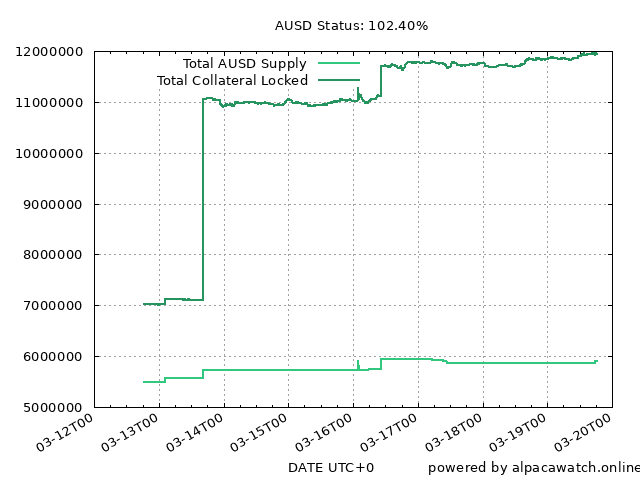 AUSD Status: 102.40%
Total AUSD Supply
Total Collateral Locked
12000000
11000000
10000000
9000000
8000000
7000000
6000000
5000000
03-12T00
03-13T00
03-14T00
03-15T00
03-16T00
03-17T00
03-18T00
03-19T00
03-20T00
DATE UTC+0
powered by alpacawatch.online